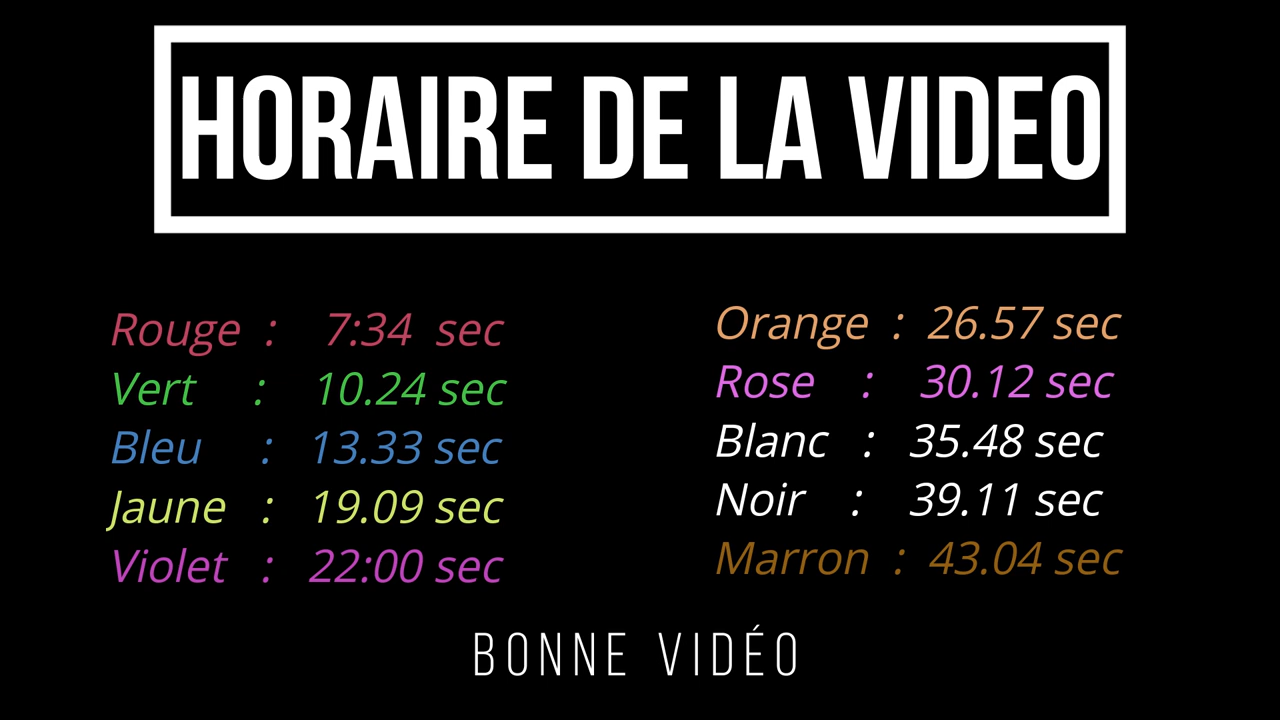 HORAIRE DE LA VIDEO
Rouge : 7:34 sec
Vert : 10.24 sec
Bleu : 13.33 sec
Jaune : 19.09 sec
Violet : 22:00 sec
Orange : 26.57 sec
Rose : 30.12 sec
Blanc : 35.48 sec
Noir : 39.11 sec
Marron : 43.04 sec
BONNE VIDÉO